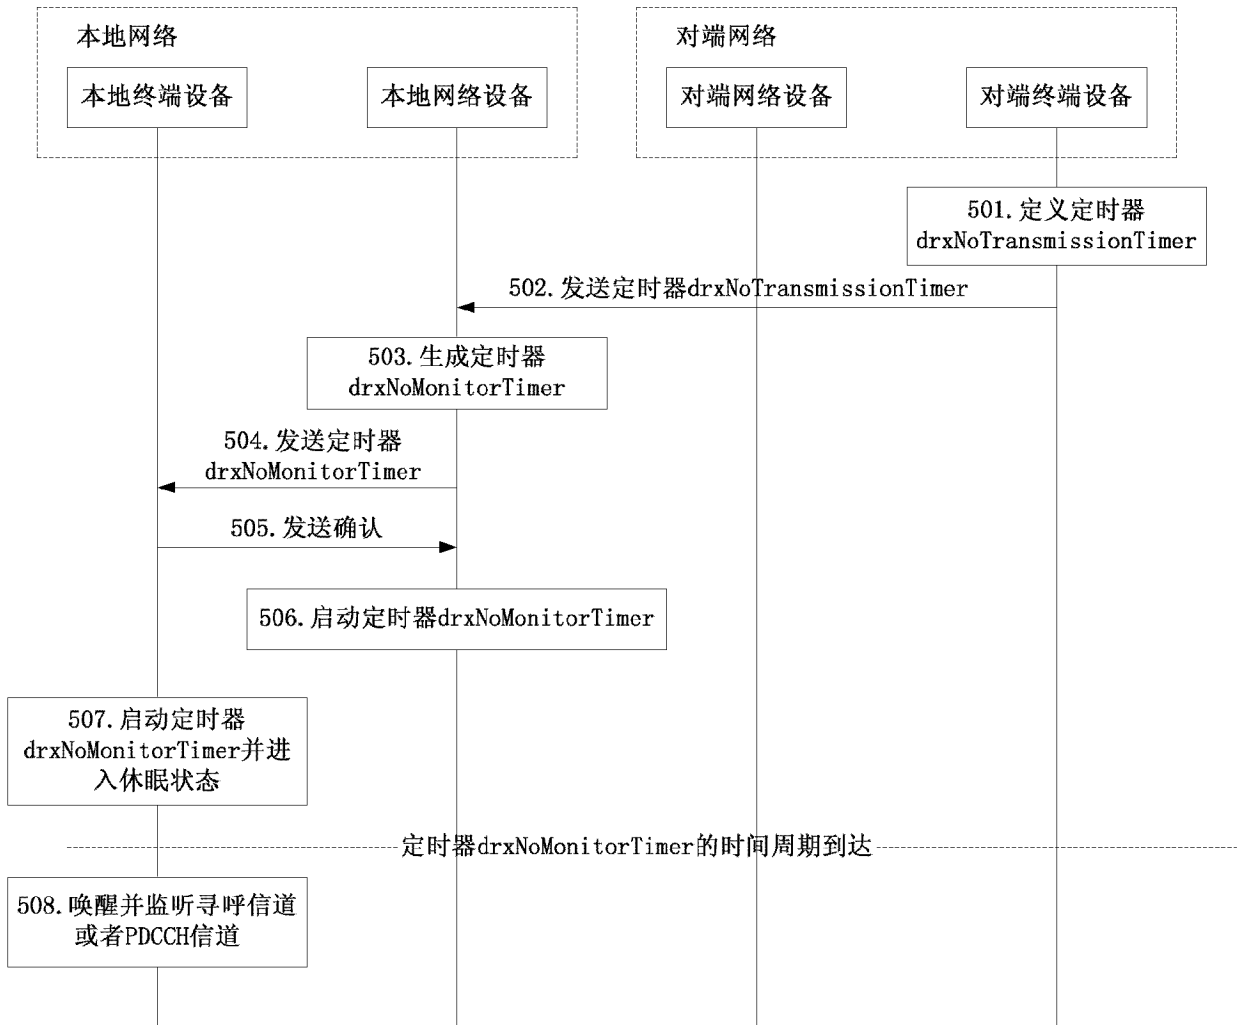 本地网络
对端网络
本地终端设备
本地网络设备
对端网络设备
对端终端设备
501.定义定时器
drxNoTransmissionTimer
502.发送定时器drxNoTransmissionTimer
503.生成定时器
drxNoMonitorTimer
504.发送定时器
drxNoMonitorTimer
505.发送确认
506.启动定时器drxNoMonitorTimer
507.启动定时器
drxNoMonitorTimer并进
入休眠状态
定时器drxNoMonitorTimer的时间周期到达
508.唤醒并监听寻呼信道
或者PDCCH信道